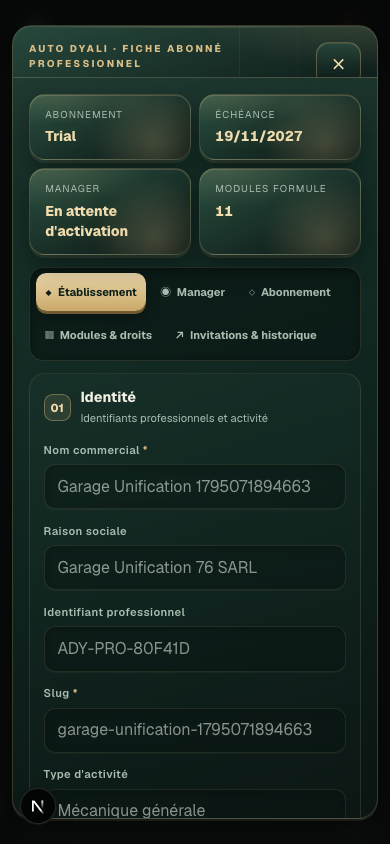 AUTO DYALI · FICHE ABONNÉ
PROFESSIONNEL
×
ABONNEMENT
Trial
ÉCHÉANCE
19/11/2027
MANAGER
En attente
d'activation
MODULES FORMULE
11
Établissement
Manager
Abonnement
Modules & droits
Invitations & historique
01
Identité
Identifiants professionnels et activité
Nom commercial *
Garage Unification 1795071894663
Raison sociale
Garage Unification 76 SARL
Identifiant professionnel
ADY-PRO-80F41D
Slug *
garage-unification-1795071894663
Type d'activité
N
Mécanique générale